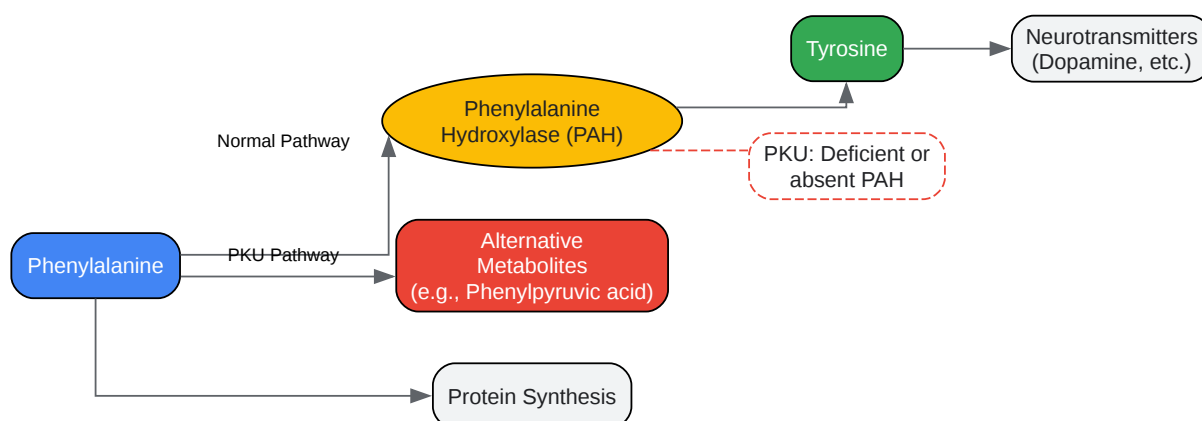 Tyrosine
Neurotransmitters
(Dopamine, etc.)
Phenylalanine
Hydroxylase (PAH)
Normal Pathway
PKU: Deficient or
absent PAH
Phenylalanine
PKU Pathway
Alternative
Metabolites
(e.g., Phenylpyruvic acid)
Protein Synthesis